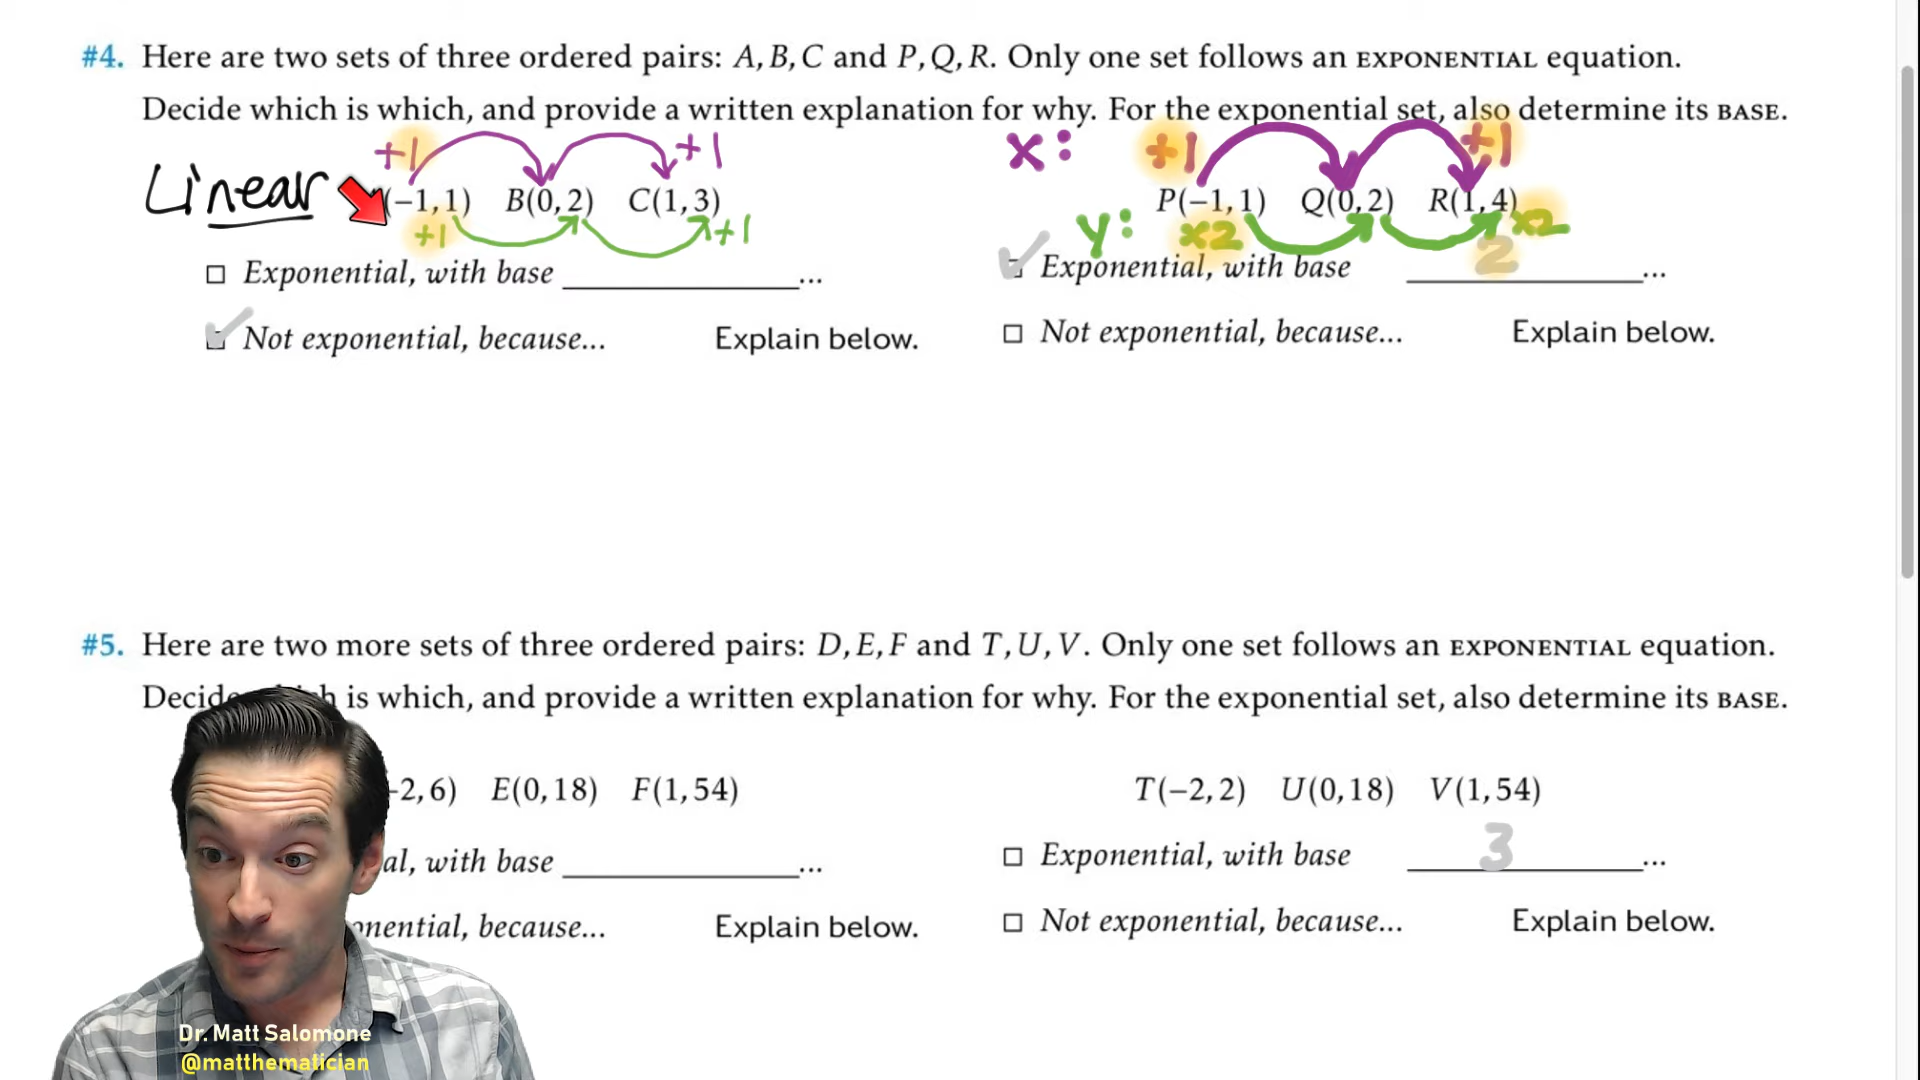 #4. Here are two sets of three ordered pairs: A, B, C and P, Q, R. Only one set follows an EXPONENTIAL equation.
Decide which is which, and provide a written explanation for why. For the exponential set, also determine its BASE.
+1 +1 x: +1 +1
Linear (−1, 1) B(0, 2) C(1, 3) P(−1, 1) Q(0, 2) R(1, 4)
+1 +1 y: ×2 ×2
□ Exponential, with base ________ ... ✓ Exponential, with base 2 ...
✓ Not exponential, because... Explain below. □ Not exponential, because... Explain below.
#5. Here are two more sets of three ordered pairs: D, E, F and T, U, V. Only one set follows an EXPONENTIAL equation.
is which, and provide a written explanation for why. For the exponential set, also determine its BASE.
−2, 6) E(0, 18) F(1, 54) T(−2, 2) U(0, 18) V(1, 54)
al, with base ________ ... □ Exponential, with base 3 ...
onential, because... Explain below. □ Not exponential, because... Explain below.
Dr. Matt Salomone
@matthematician